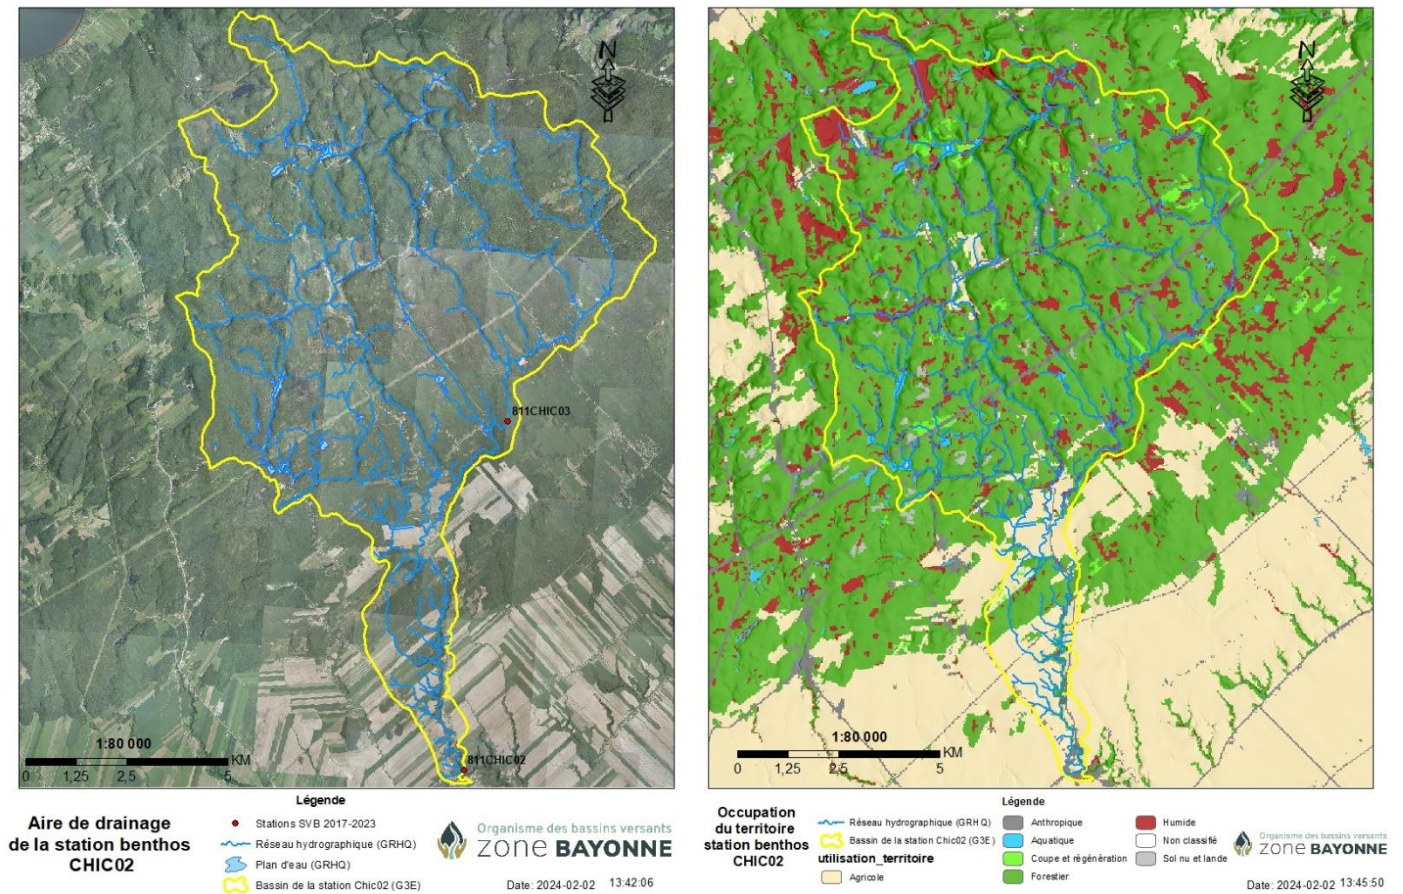 N
811CHIC03
811CHIC02
1:80 000
KM
0 1,25 2,5 5
Aire de drainage
de la station benthos
CHIC02
Légende
Stations SVB 2017-2023
Réseau hydrographique (GRHQ)
Plan d'eau (GRHQ)
Bassin de la station Chic02 (G3E)
Organisme des bassins versants
ZONE BAYONNE
Date: 2024-02-02 13:42:06
N
1:80 000
KM
0 1,25 2,5 5
Occupation
du territoire
station benthos
CHIC02
Légende
Réseau hydrographique (GRHQ)
Bassin de la station Chic02 (G3E)
utilisation_territoire
Agricole
Anthropique
Aquatique
Coupe et régénération
Forestier
Humide
Non classifié
Sol nu et lande
Organisme des bassins versants
ZONE BAYONNE
Date: 2024-02-02 13:45:50